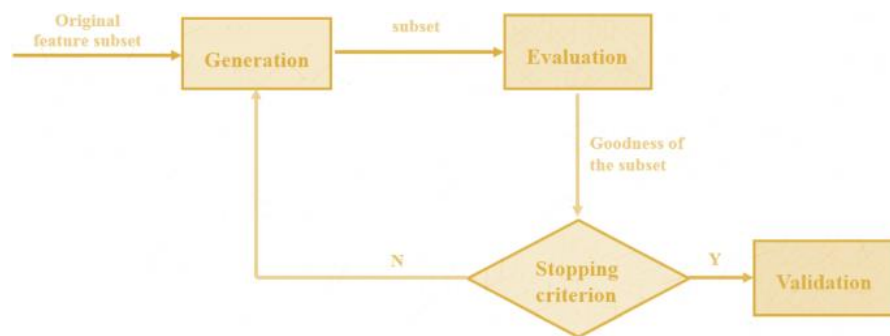 Original
feature subset
Generation
subset
Evaluation
Goodness of
the subset
Stopping
criterion
N
Y
Validation